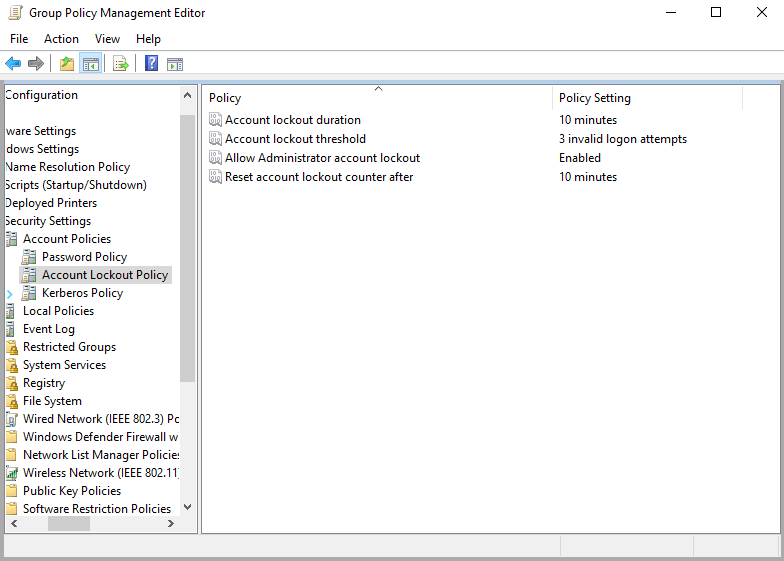 Group Policy Management Editor
File Action View Help
Configuration
ware Settings
dows Settings
Name Resolution Policy
Scripts (Startup/Shutdown)
Deployed Printers
Security Settings
Account Policies
Password Policy
Account Lockout Policy
Kerberos Policy
Local Policies
Event Log
Restricted Groups
System Services
Registry
File System
Wired Network (IEEE 802.3) Po
Windows Defender Firewall w
Network List Manager Policies
Wireless Network (IEEE 802.11)
Public Key Policies
Software Restriction Policies
Policy Policy Setting
Account lockout duration 10 minutes
Account lockout threshold 3 invalid logon attempts
Allow Administrator account lockout Enabled
Reset account lockout counter after 10 minutes